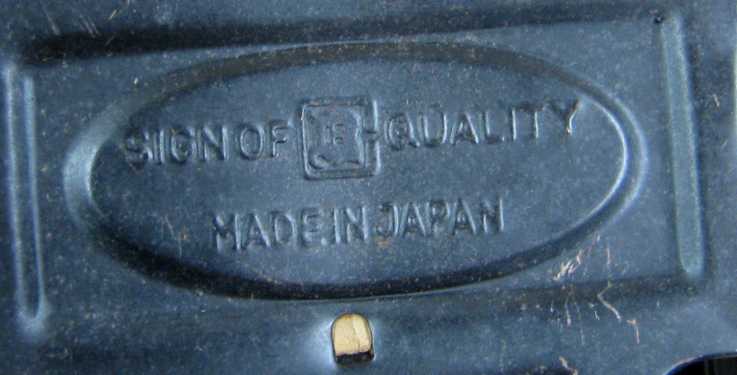 SIGN OF QUALITY
MADE IN JAPAN